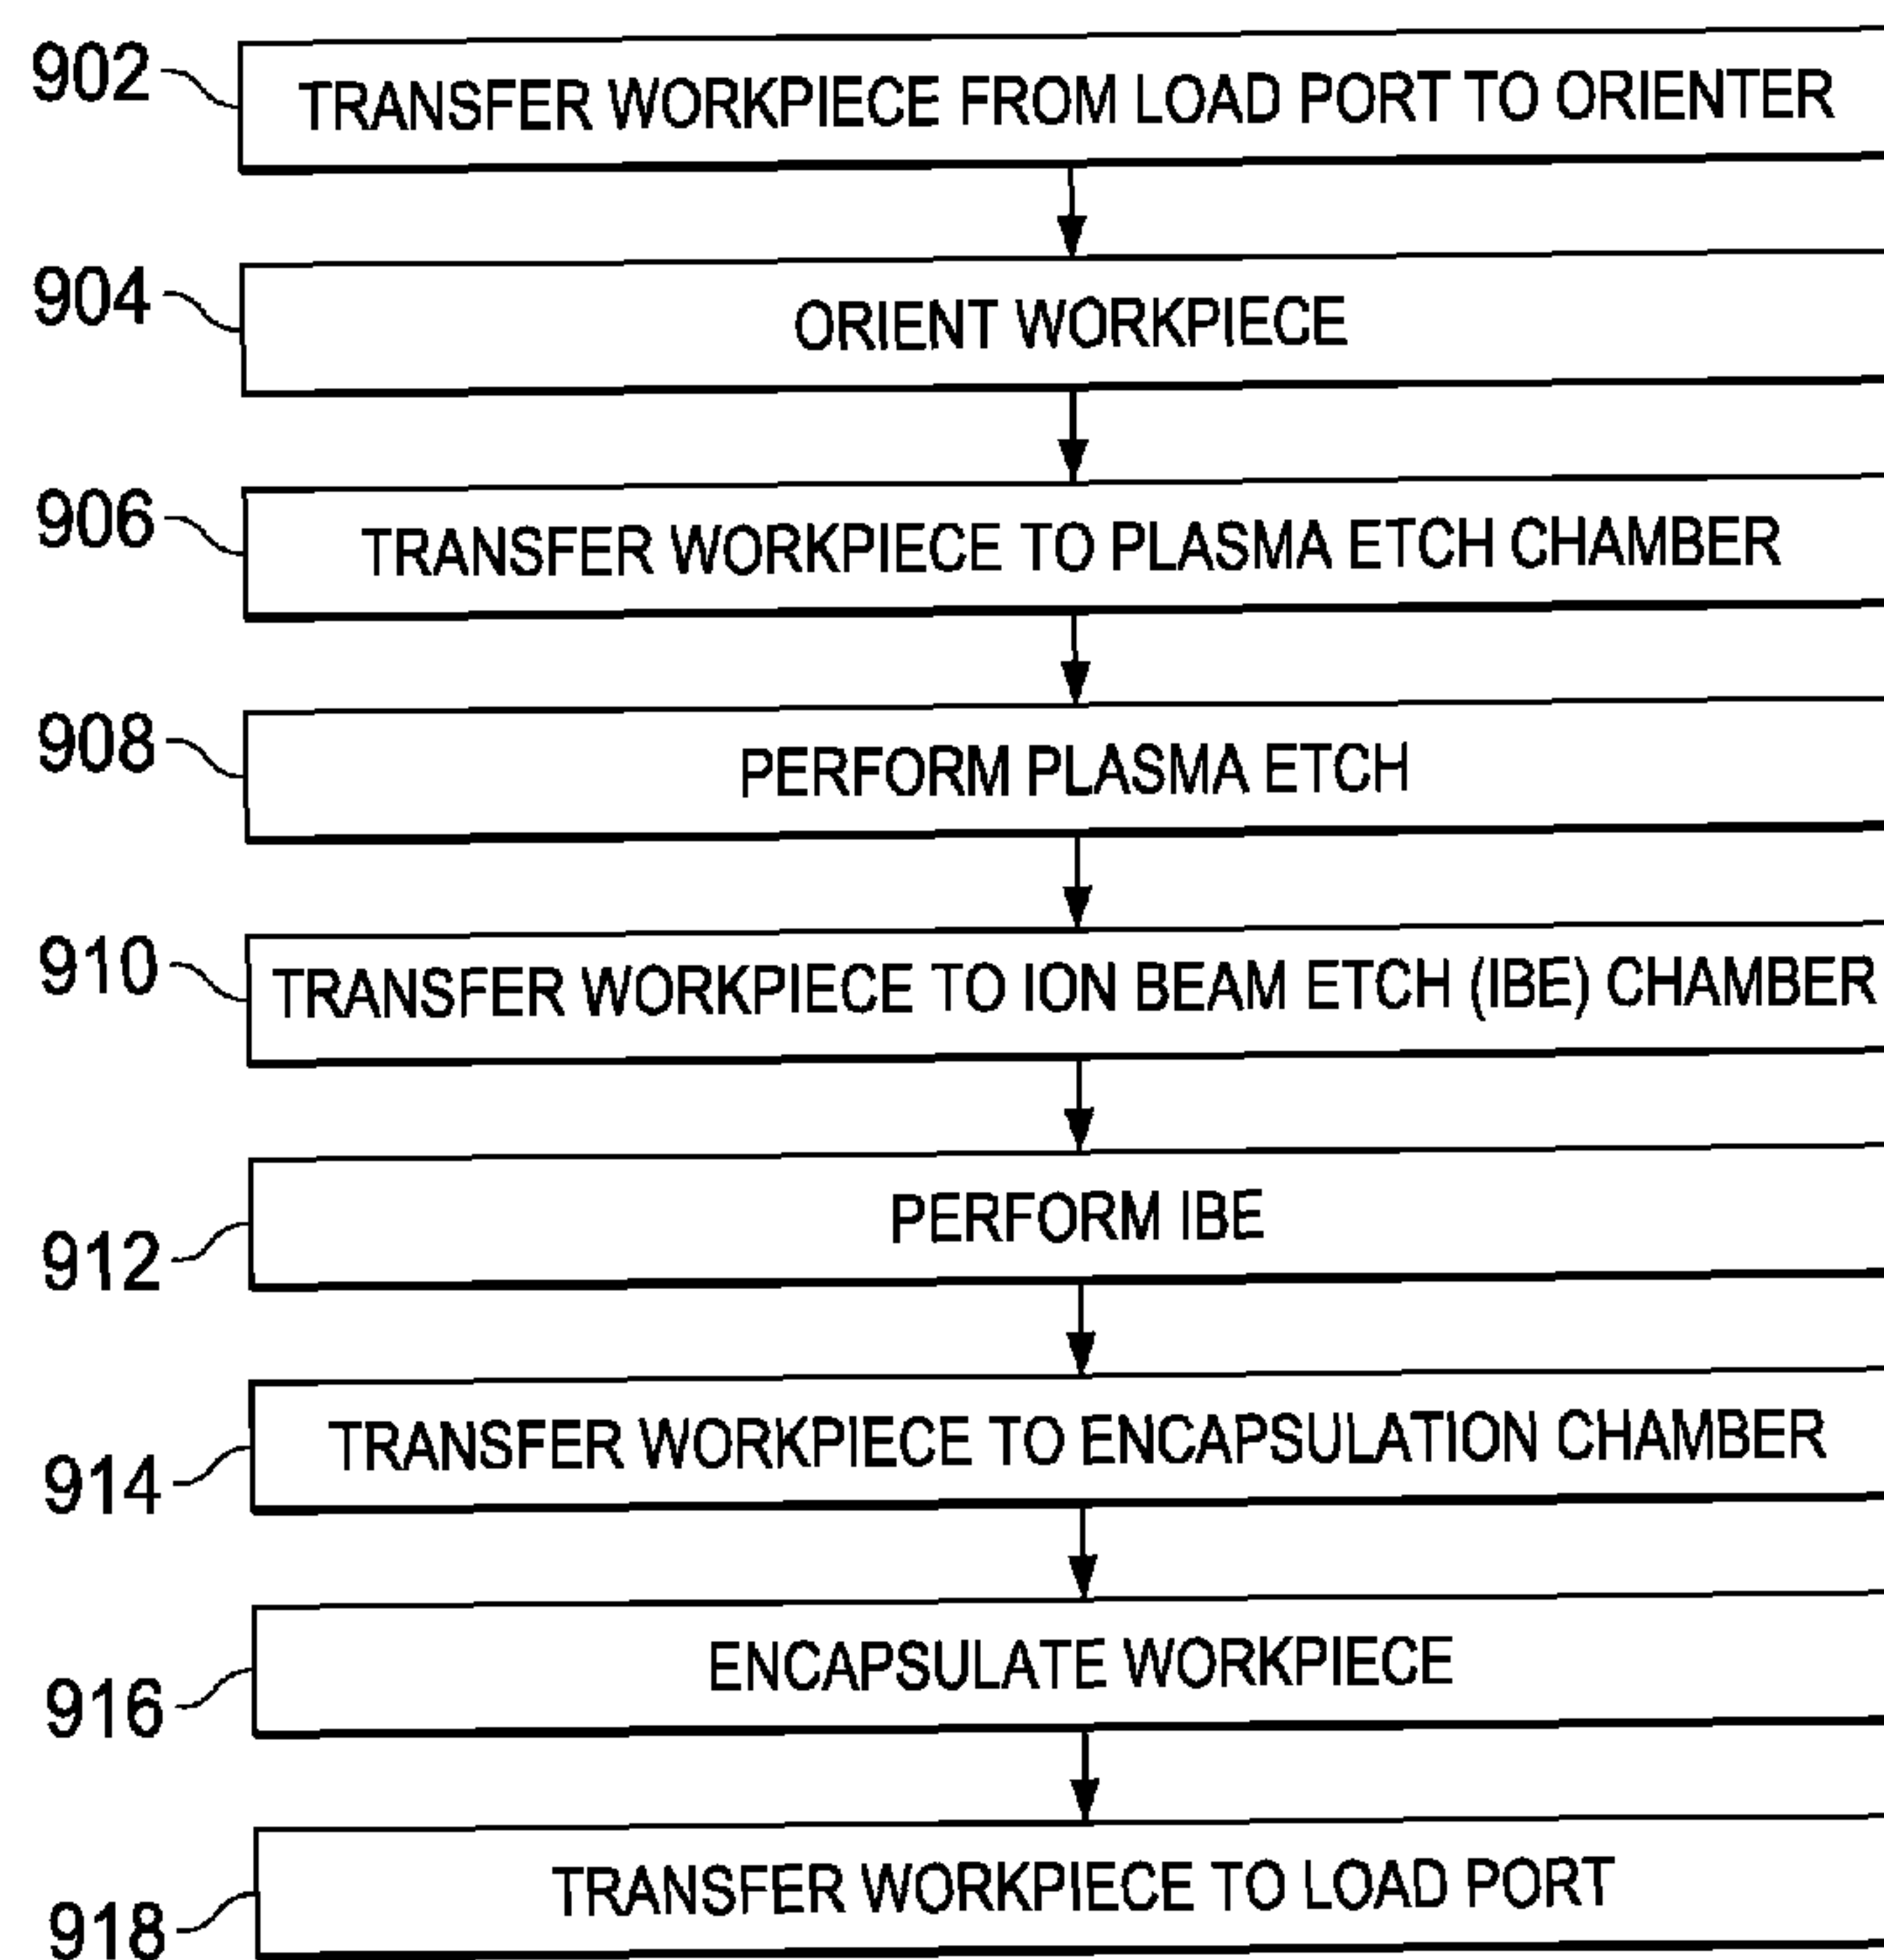 902 TRANSFER WORKPIECE FROM LOAD PORT TO ORIENTER
904 ORIENT WORKPIECE
906 TRANSFER WORKPIECE TO PLASMA ETCH CHAMBER
908 PERFORM PLASMA ETCH
910 TRANSFER WORKPIECE TO ION BEAM ETCH (IBE) CHAMBER
912 PERFORM IBE
914 TRANSFER WORKPIECE TO ENCAPSULATION CHAMBER
916 ENCAPSULATE WORKPIECE
918 TRANSFER WORKPIECE TO LOAD PORT